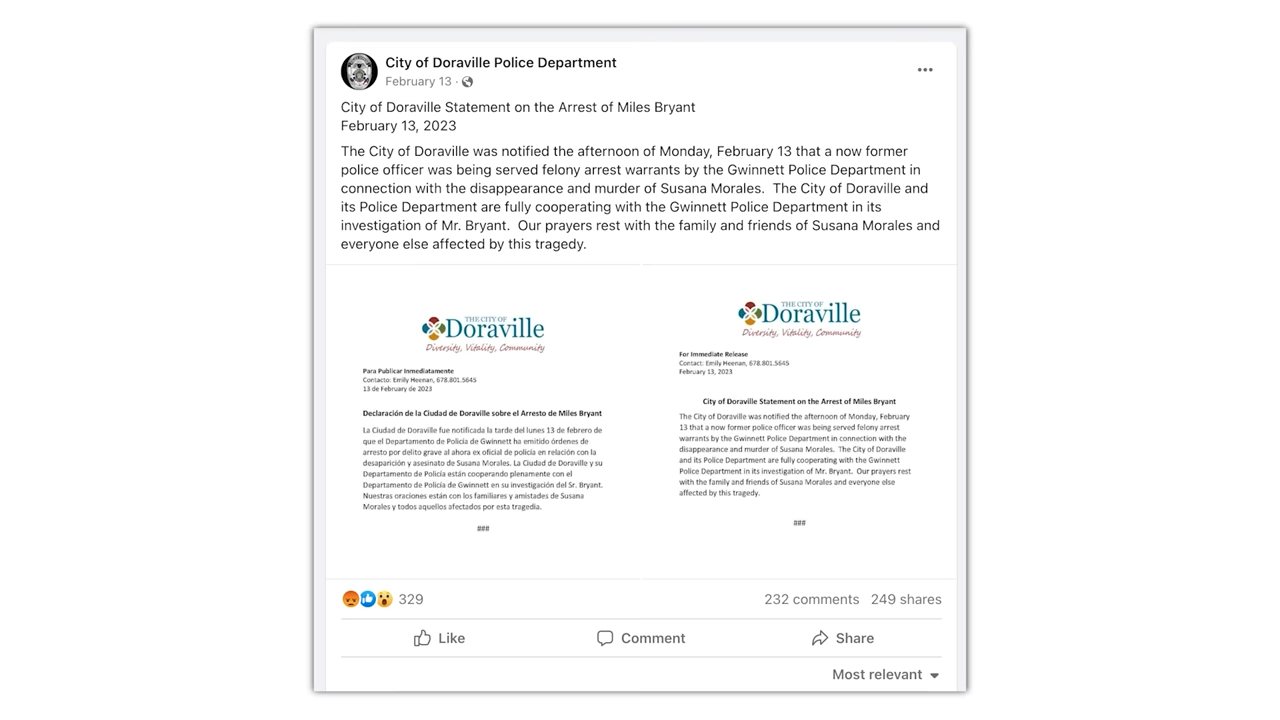 City of Doraville Police Department
February 13 ·
City of Doraville Statement on the Arrest of Miles Bryant
February 13, 2023
The City of Doraville was notified the afternoon of Monday, February 13 that a now former
police officer was being served felony arrest warrants by the Gwinnett Police Department in
connection with the disappearance and murder of Susana Morales.  The City of Doraville and
its Police Department are fully cooperating with the Gwinnett Police Department in its
investigation of Mr. Bryant.  Our prayers rest with the family and friends of Susana Morales and
everyone else affected by this tragedy.
THE CITY OF
Doraville
Diversity, Vitality, Community
Para Publicar Inmediatamente
Contacto: Emily Heenan, 678.801.5645
13 de February de 2023
Declaración de la Ciudad de Doraville sobre el Arresto de Miles Bryant
La Ciudad de Doraville fue notificada la tarde del lunes 13 de febrero de
que el Departamento de Policía de Gwinnett ha emitido órdenes de
arresto por delito grave al ahora ex oficial de policía en relación con la
desaparición y asesinato de Susana Morales. La Ciudad de Doraville y su
Departamento de Policía están cooperando plenamente con el
Departamento de Policía de Gwinnett en su investigación del Sr. Bryant.
Nuestras oraciones están con los familiares y amistades de Susana
Morales y todos aquellos afectados por esta tragedia.
###
THE CITY OF
Doraville
Diversity, Vitality, Community
For Immediate Release
Contact: Emily Heenan, 678.801.5645
February 13, 2023
City of Doraville Statement on the Arrest of Miles Bryant
The City of Doraville was notified the afternoon of Monday, February
13 that a now former police officer was being served felony arrest
warrants by the Gwinnett Police Department in connection with the
disappearance and murder of Susana Morales.  The City of Doraville
and its Police Department are fully cooperating with the Gwinnett
Police Department in its investigation of Mr. Bryant.  Our prayers rest
with the family and friends of Susana Morales and everyone else
affected by this tragedy.
###
329
232 comments 249 shares
Like Comment Share
Most relevant